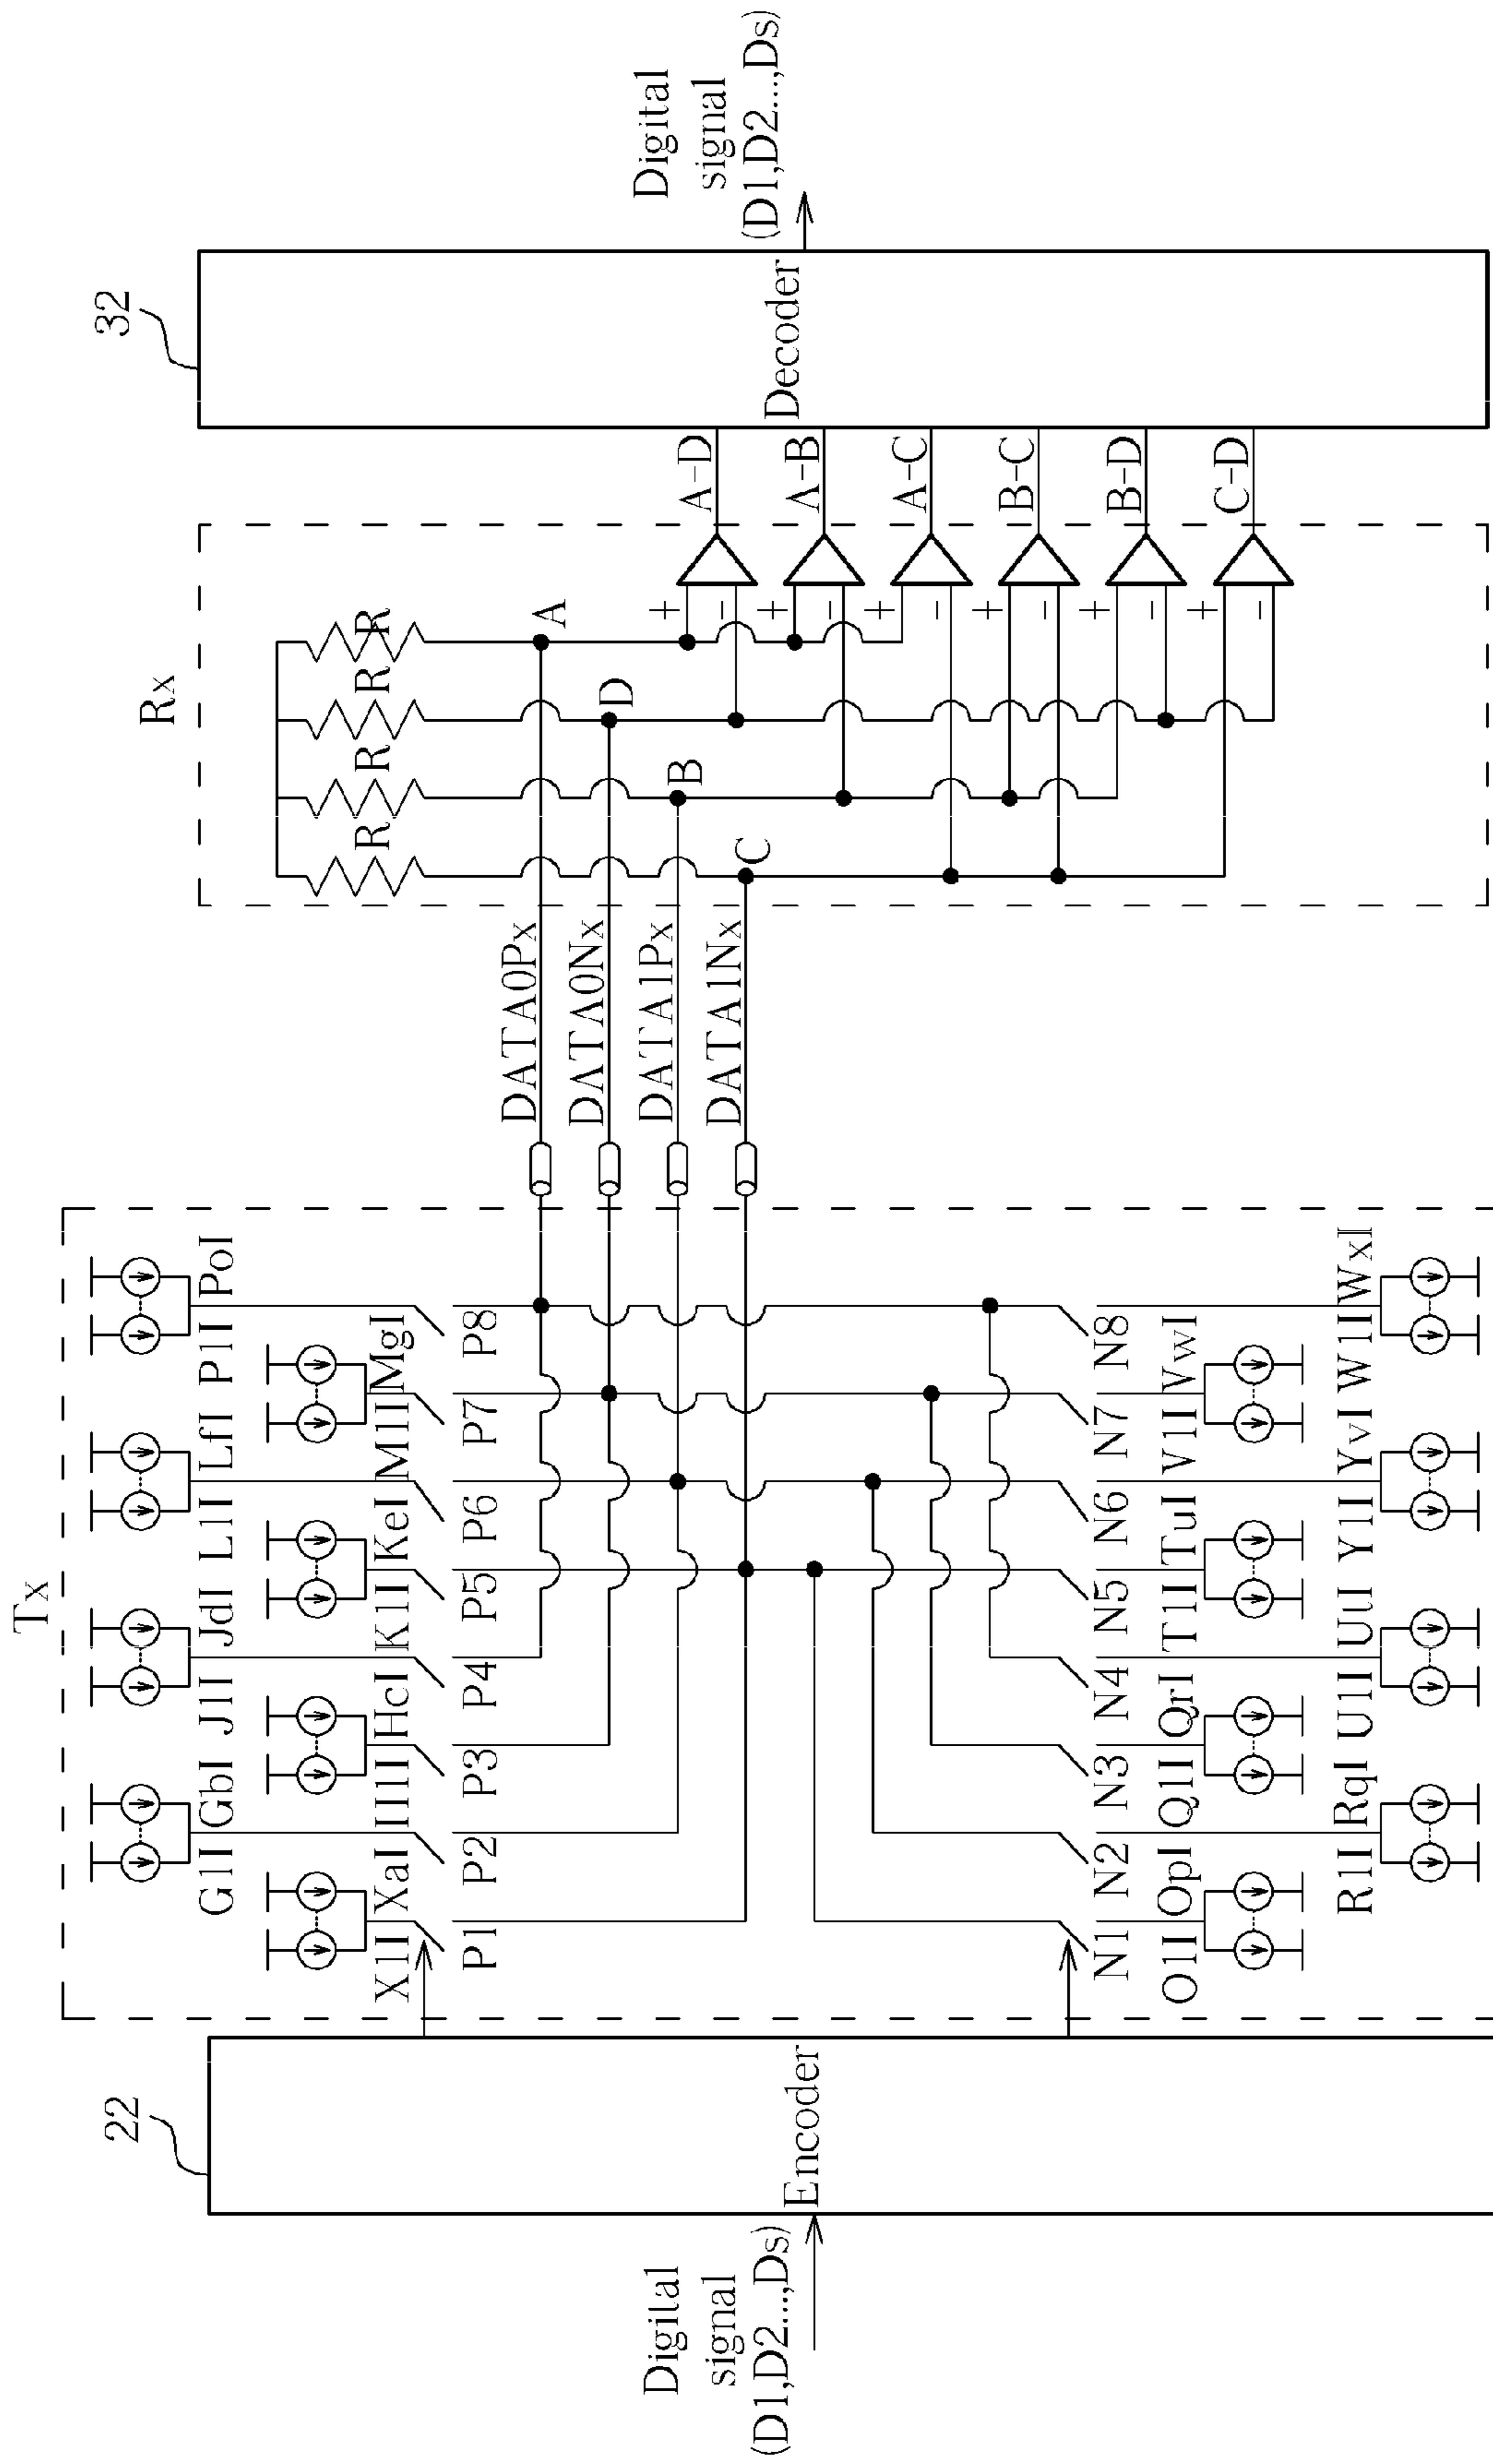 Tx
22
Digital
signal
(D1,D2...,Ds)
Encoder
G1I GbI J1I JdI L1I LfI P1I PoI
X1I XaI H1I HcI K1I KeI M1I MgI
P1 P2 P3 P4 P5 P6 P7 P8
N1 N2 N3 N4 N5 N6 N7 N8
O1I OpI Q1I QrI T1I TuI V1I VwI
R1I RqI U1I UtI Y1I YvI W1I WxI
DATA0Px
DATA0Nx
DATA1Px
DATA1Nx
Rx
R R R R
A
D
B
C
+
−
+
−
+
−
+
−
+
−
+
−
A-D
A-B
A-C
B-C
B-D
C-D
32
Decoder
Digital
signal
(D1,D2...,Ds)